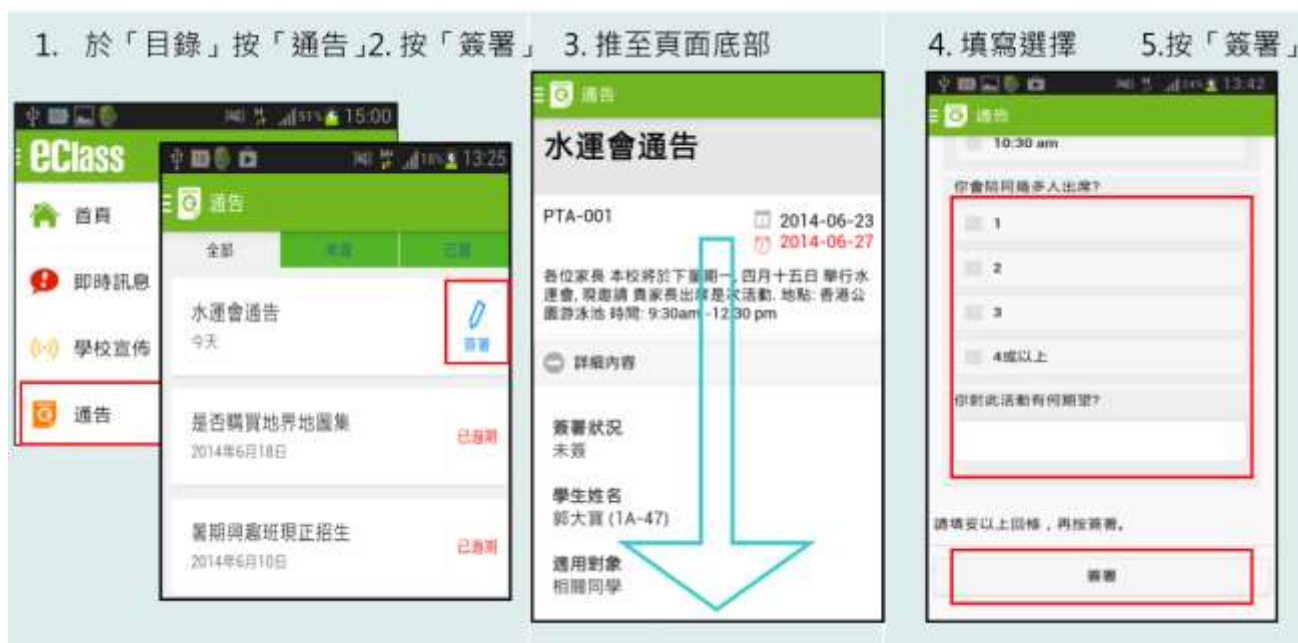 1. 於「目錄」按「通告」
2. 按「簽署」
3. 推至頁面底部
4. 填寫選擇
5.按「簽署」
15:00
eClass
首頁
即時訊息
學校宣佈
通告
13:25
通告
全部
未簽
已簽
水運會通告
今天
簽署
是否購買地界地圖集
2014年6月18日
已過期
暑期興趣班現正招生
2014年6月10日
已過期
通告
水運會通告
PTA-001
2014-06-23
2014-06-27
各位家長 本校將於下星期一, 四月十五日 舉行水
運會, 現邀請 貴家長出席是次活動. 地點: 香港公
園游泳池 時間: 9:30am -12:30 pm
詳細內容
簽署狀況
未簽
學生姓名
郭大寶 (1A-47)
適用對象
相關同學
13:42
通告
10:30 am
你會陪同幾多人出席?
1
2
3
4或以上
你對此活動有何期望?
請填妥以上回條，再按簽署。
簽署